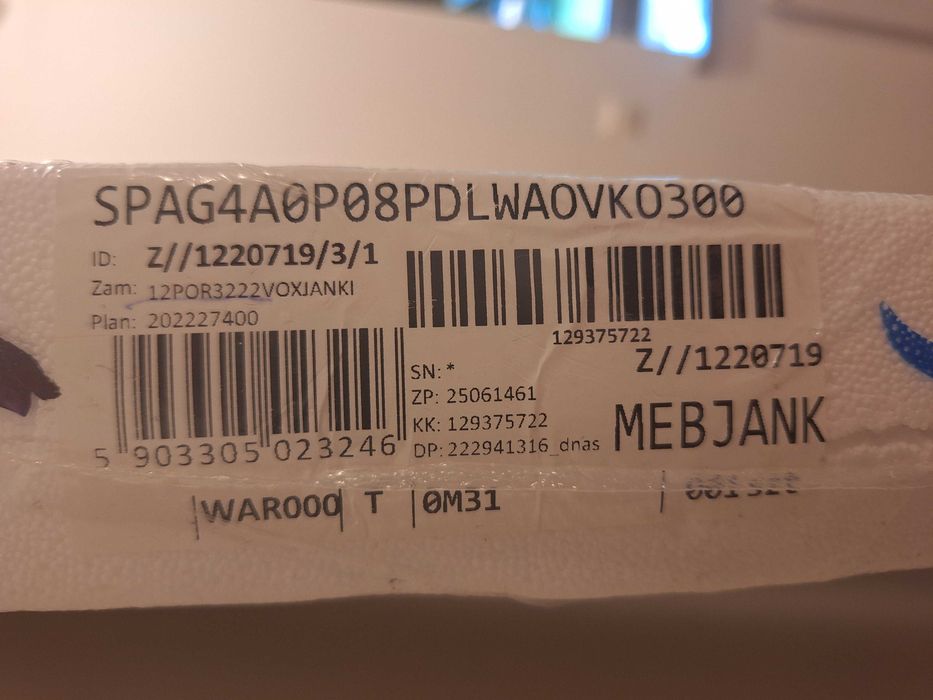 SPAG4A0P08PDLWAOVKO300
ID: Z//1220719/3/1
Zam: 12POR3222VOXJANKI
Plan: 202227400
129375722
Z//1220719
SN: *
ZP: 25061461
KK: 129375722
DP: 222941316_dnas
MEBJANK
5 903305 023246
WAR000 T 0M31